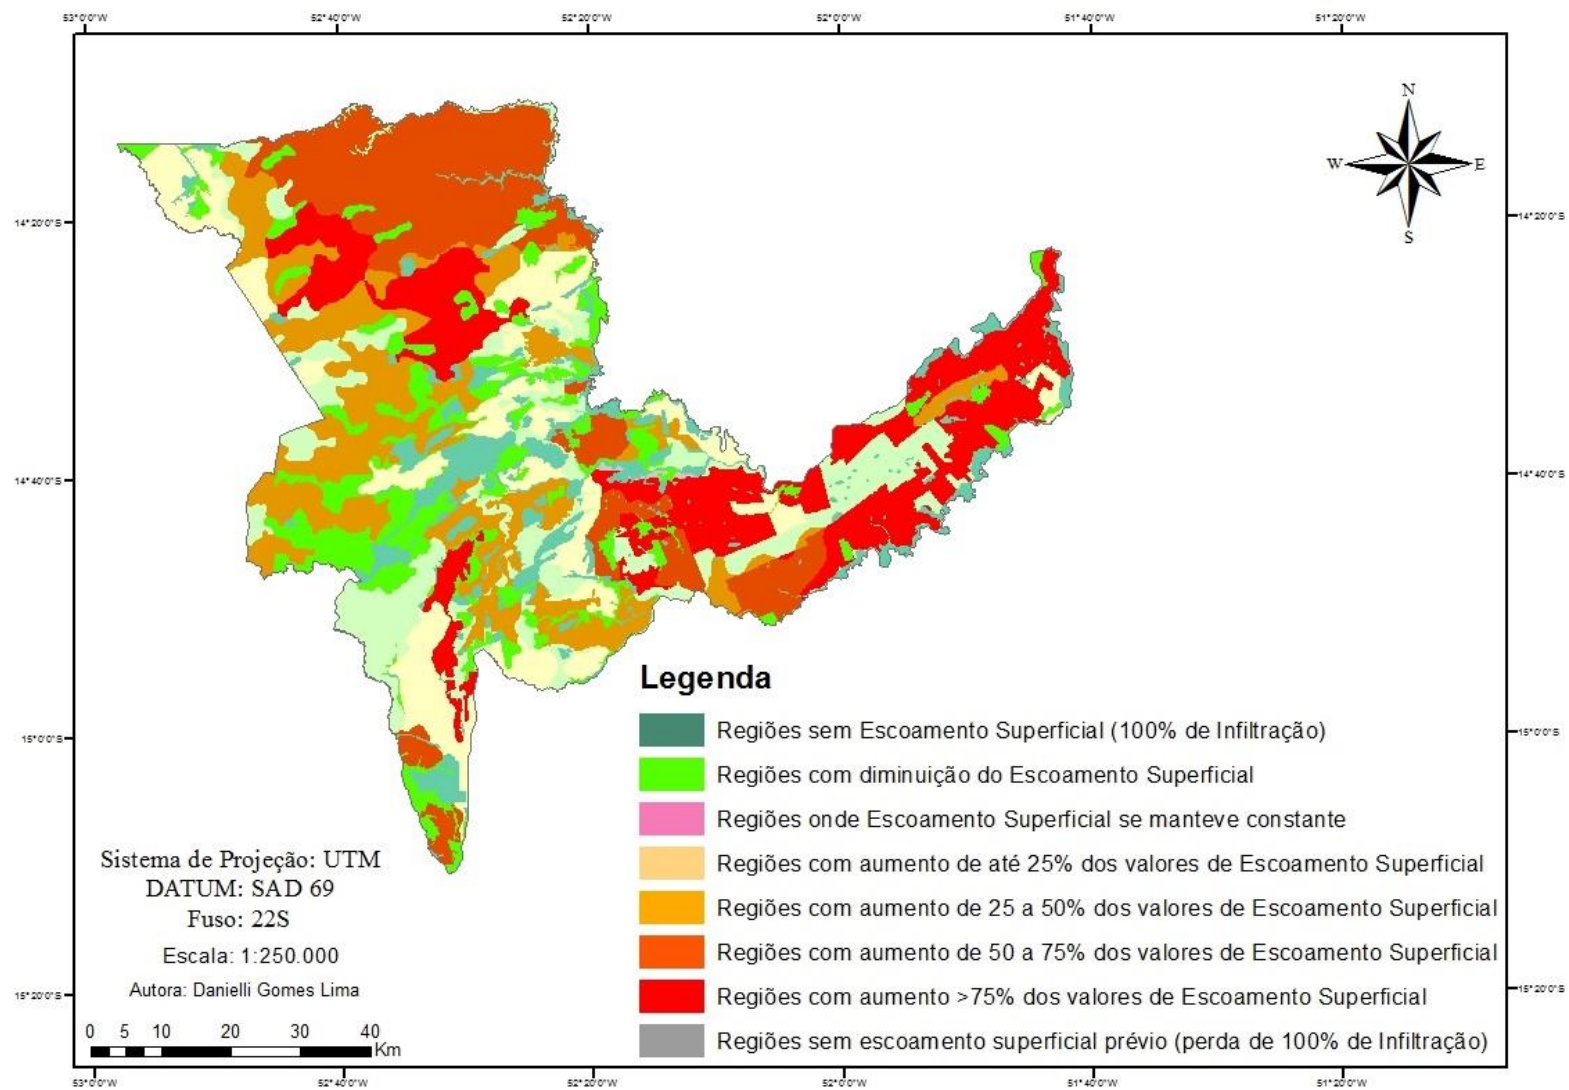 53°0'0"W
52°40'0"W
52°20'0"W
52°0'0"W
51°40'0"W
51°20'0"W
N
W
E
S
14°20'0"S
14°20'0"S
14°40'0"S
14°40'0"S
15°0'0"S
15°0'0"S
15°20'0"S
15°20'0"S
Legenda
Regiões sem Escoamento Superficial (100% de Infiltração)
Regiões com diminuição do Escoamento Superficial
Regiões onde Escoamento Superficial se manteve constante
Regiões com aumento de até 25% dos valores de Escoamento Superficial
Regiões com aumento de 25 a 50% dos valores de Escoamento Superficial
Regiões com aumento de 50 a 75% dos valores de Escoamento Superficial
Regiões com aumento >75% dos valores de Escoamento Superficial
Regiões sem escoamento superficial prévio (perda de 100% de Infiltração)
Sistema de Projeção: UTM
DATUM: SAD 69
Fuso: 22S
Escala: 1:250.000
Autora: Danielli Gomes Lima
0 5 10 20 30 40
Km
53°0'0"W
52°40'0"W
52°20'0"W
52°0'0"W
51°40'0"W
51°20'0"W